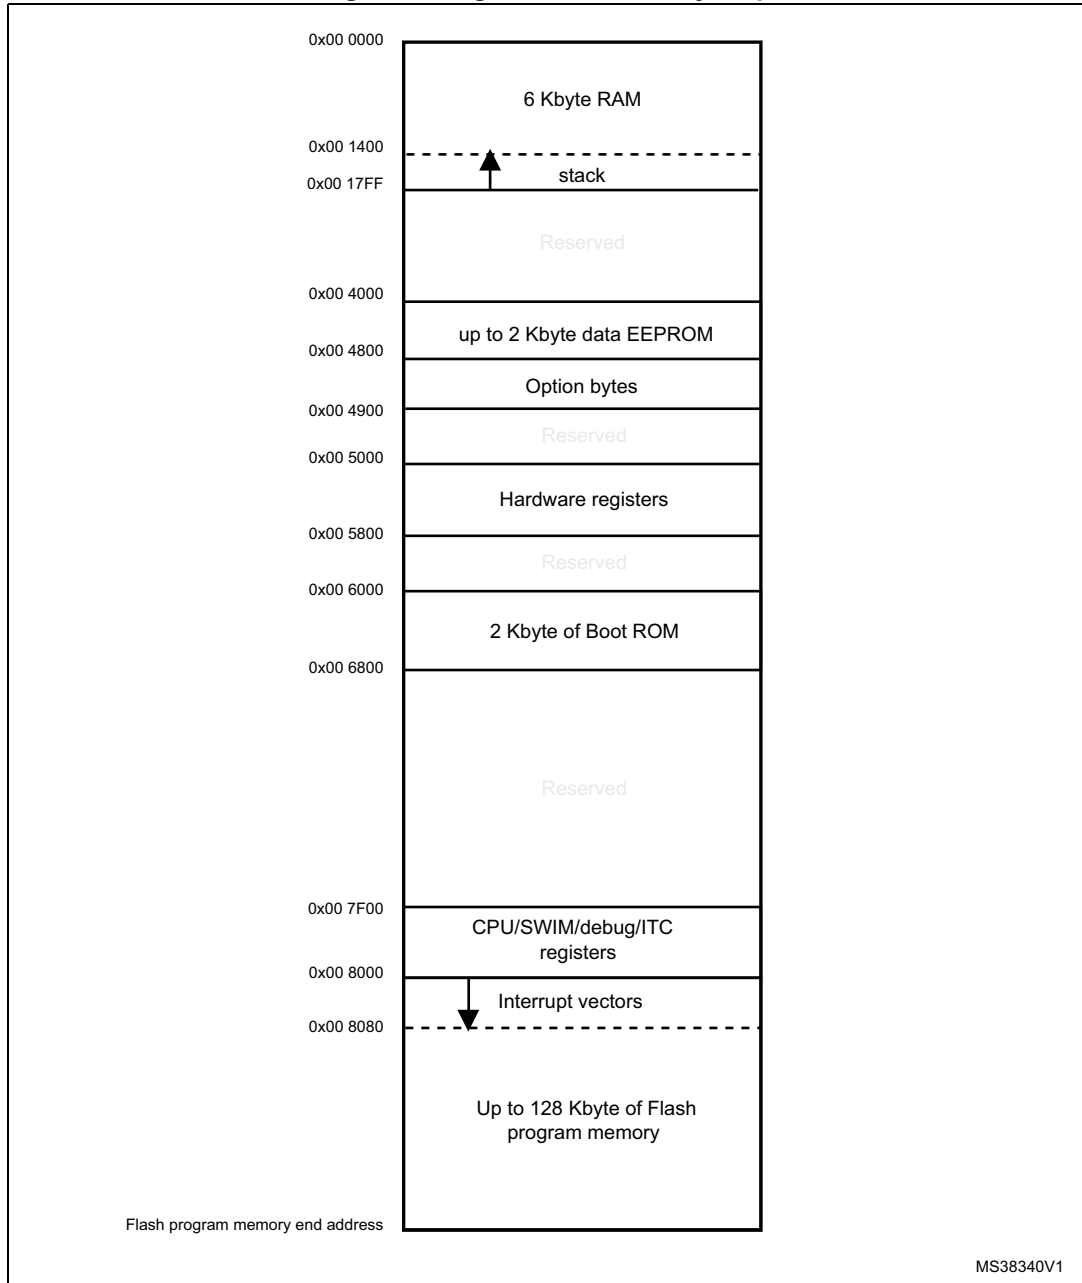 0x00 0000
6 Kbyte RAM
0x00 1400
stack
0x00 17FF
Reserved
0x00 4000
up to 2 Kbyte data EEPROM
0x00 4800
Option bytes
0x00 4900
Reserved
0x00 5000
Hardware registers
0x00 5800
Reserved
0x00 6000
2 Kbyte of Boot ROM
0x00 6800
Reserved
0x00 7F00
CPU/SWIM/debug/ITC
registers
0x00 8000
Interrupt vectors
0x00 8080
Up to 128 Kbyte of Flash
program memory
Flash program memory end address
MS38340V1